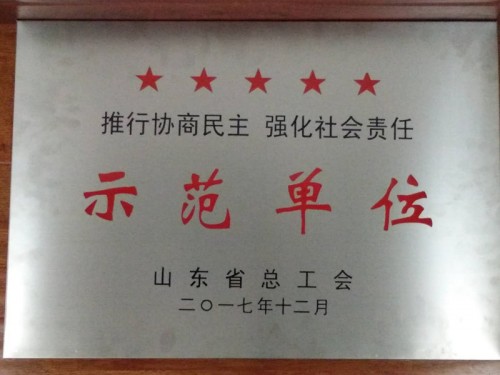 推行协商民主 强化社会责任
示范单位
山东省总工会
二〇一七年十二月